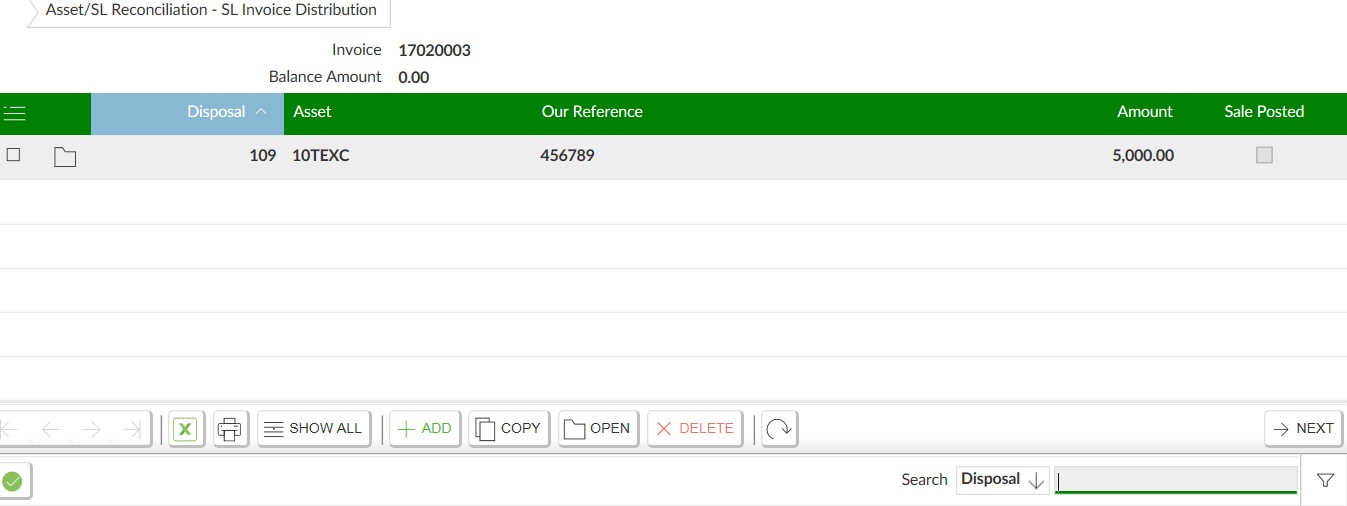 Asset/SL Reconciliation - SL Invoice Distribution
Invoice 17020003
Balance Amount 0.00
Disposal Asset Our Reference Amount Sale Posted
109 10TEXC 456789 5,000.00
X SHOW ALL ADD COPY OPEN DELETE NEXT
Search Disposal